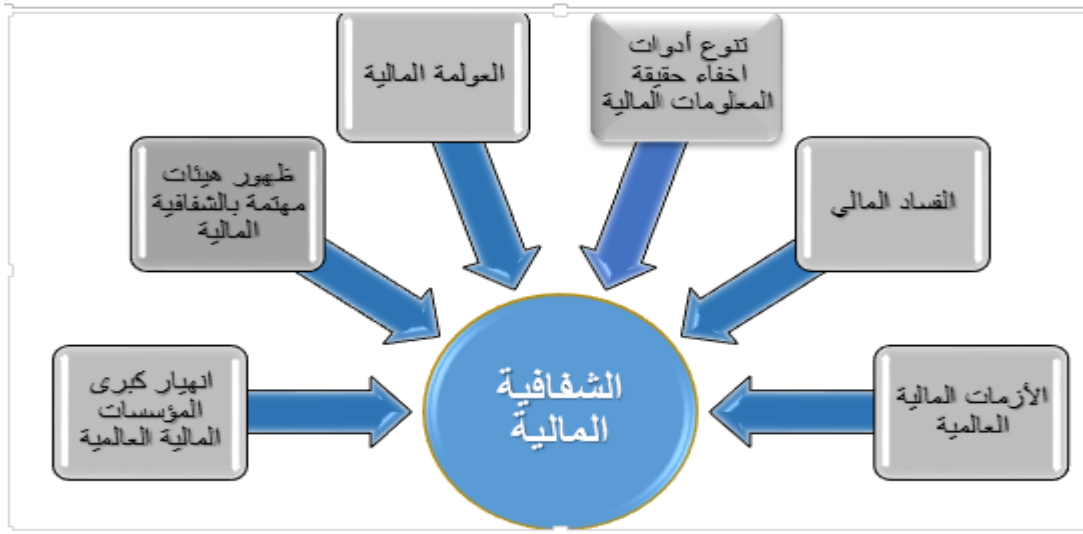 تنوع أدوات
اخفاء حقيقة
المعلومات المالية
العولمة المالية
الفساد المالي
ظهور هيئات
مهتمة بالشفافية
المالية
الأزمات المالية
العالمية
انهيار كبرى
المؤسسات
المالية العالمية
الشفافية
المالية